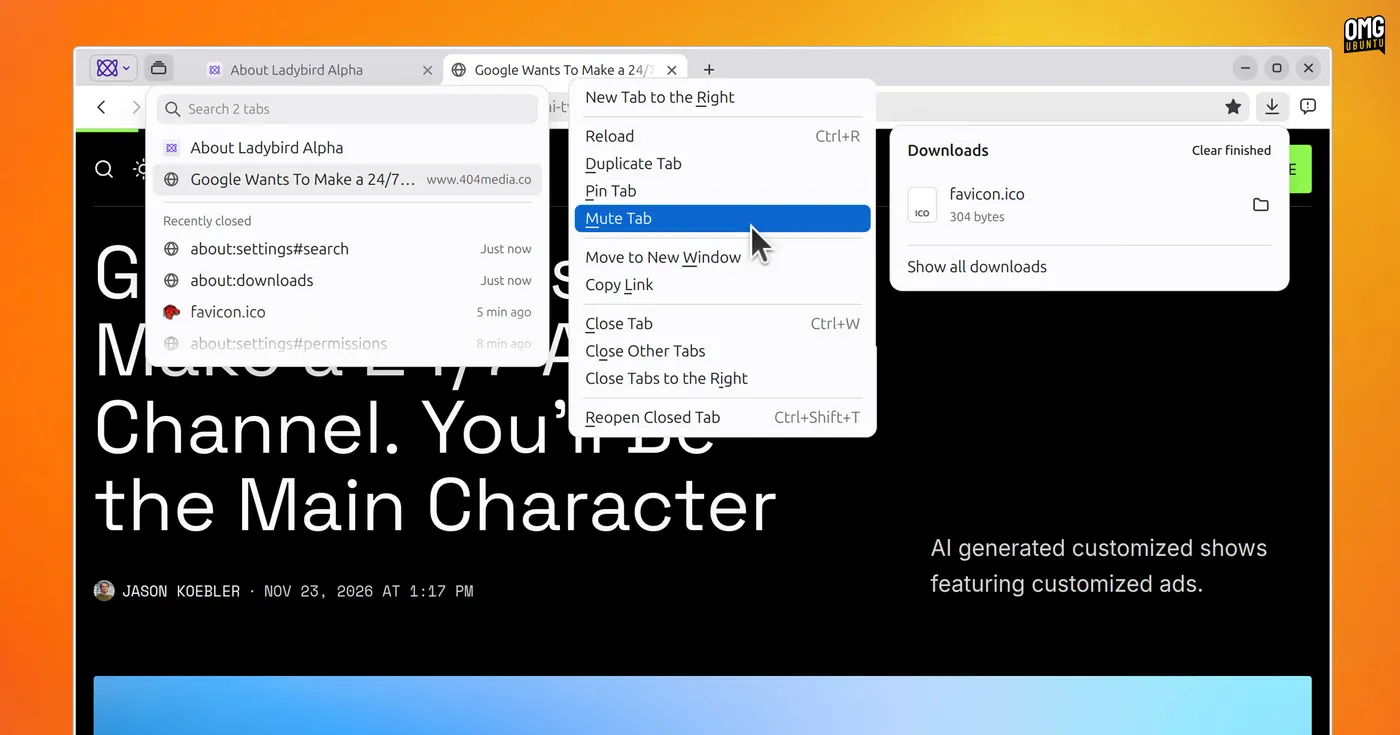 OMG
UBUNTU
About Ladybird Alpha
Google Wants To Make a 24/7
Search 2 tabs
About Ladybird Alpha
Google Wants To Make a 24/7… www.404media.co
Recently closed
about:settings#search Just now
about:downloads Just now
favicon.ico 5 min ago
about:settings#permissions 8 min ago
New Tab to the Right
Reload Ctrl+R
Duplicate Tab
Pin Tab
Mute Tab
Move to New Window
Copy Link
Close Tab Ctrl+W
Close Other Tabs
Close Tabs to the Right
Reopen Closed Tab Ctrl+Shift+T
Downloads Clear finished
favicon.ico
ICO
304 bytes
Show all downloads
Channel. You’ll Be
the Main Character
JASON KOEBLER · NOV 23, 2026 AT 1:17 PM
AI generated customized shows
featuring customized ads.